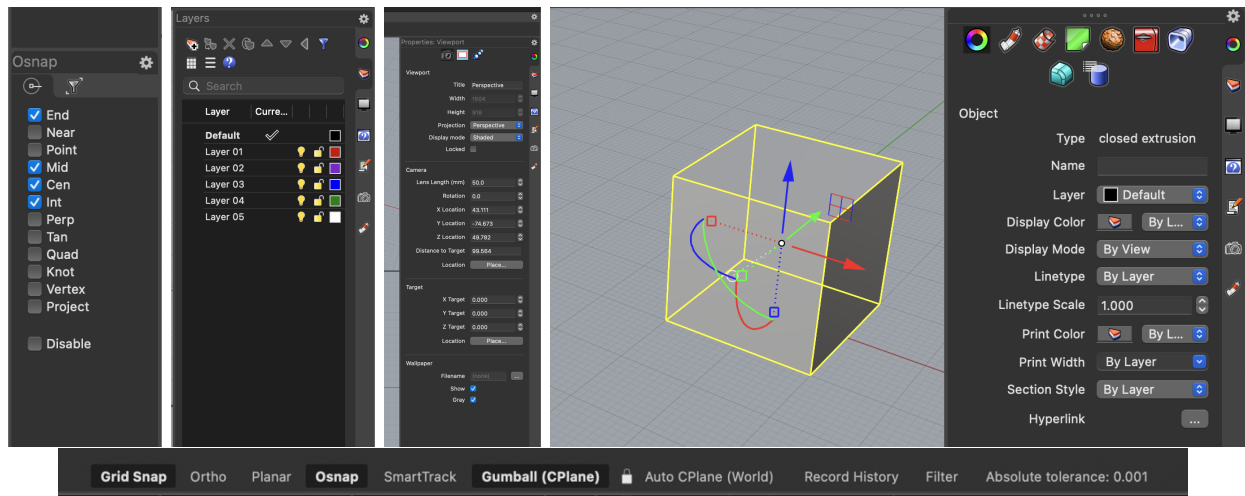 Osnap
End
Near
Point
Mid
Cen
Int
Perp
Tan
Quad
Knot
Vertex
Project
Disable
Layers
Search
Layer Curre...
Default
Layer 01
Layer 02
Layer 03
Layer 04
Layer 05
Properties: Viewport
Viewport
Title Perspective
Width 1504
Height 916
Projection Perspective
Display mode Shaded
Locked
Camera
Lens Length (mm) 50.0
Rotation 0.0
X Location 43.111
Y Location -74.673
Z Location 49.782
Distance to Target 99.564
Location Place...
Target
X Target 0.000
Y Target 0.000
Z Target 0.000
Location Place...
Wallpaper
Filename (none) ...
Show
Gray
Object
Type closed extrusion
Name
Layer Default
Display Color By L...
Display Mode By View
Linetype By Layer
Linetype Scale 1.000
Print Color By L...
Print Width By Layer
Section Style By Layer
Hyperlink ...
Grid Snap Ortho Planar Osnap SmartTrack Gumball (CPlane) Auto CPlane (World) Record History Filter Absolute tolerance: 0.001